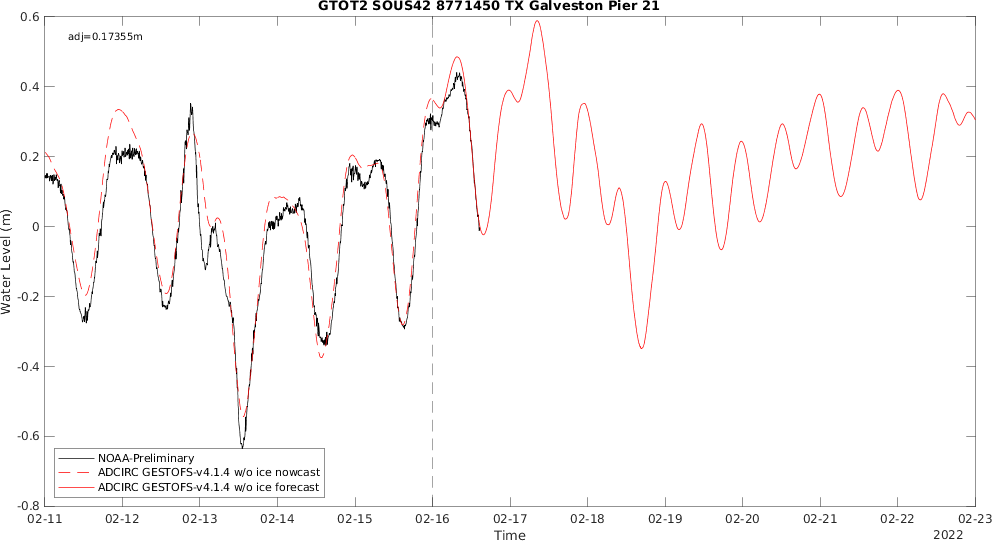 GTOT2 SOUS42 8771450 TX Galveston Pier 21
adj=0.17355m
0.6
0.4
0.2
0
-0.2
-0.4
-0.6
-0.8
Water Level (m)
NOAA-Preliminary
ADCIRC GESTOFS-v4.1.4 w/o ice nowcast
ADCIRC GESTOFS-v4.1.4 w/o ice forecast
02-11 02-12 02-13 02-14 02-15 02-16 02-17 02-18 02-19 02-20 02-21 02-22 02-23
Time
2022